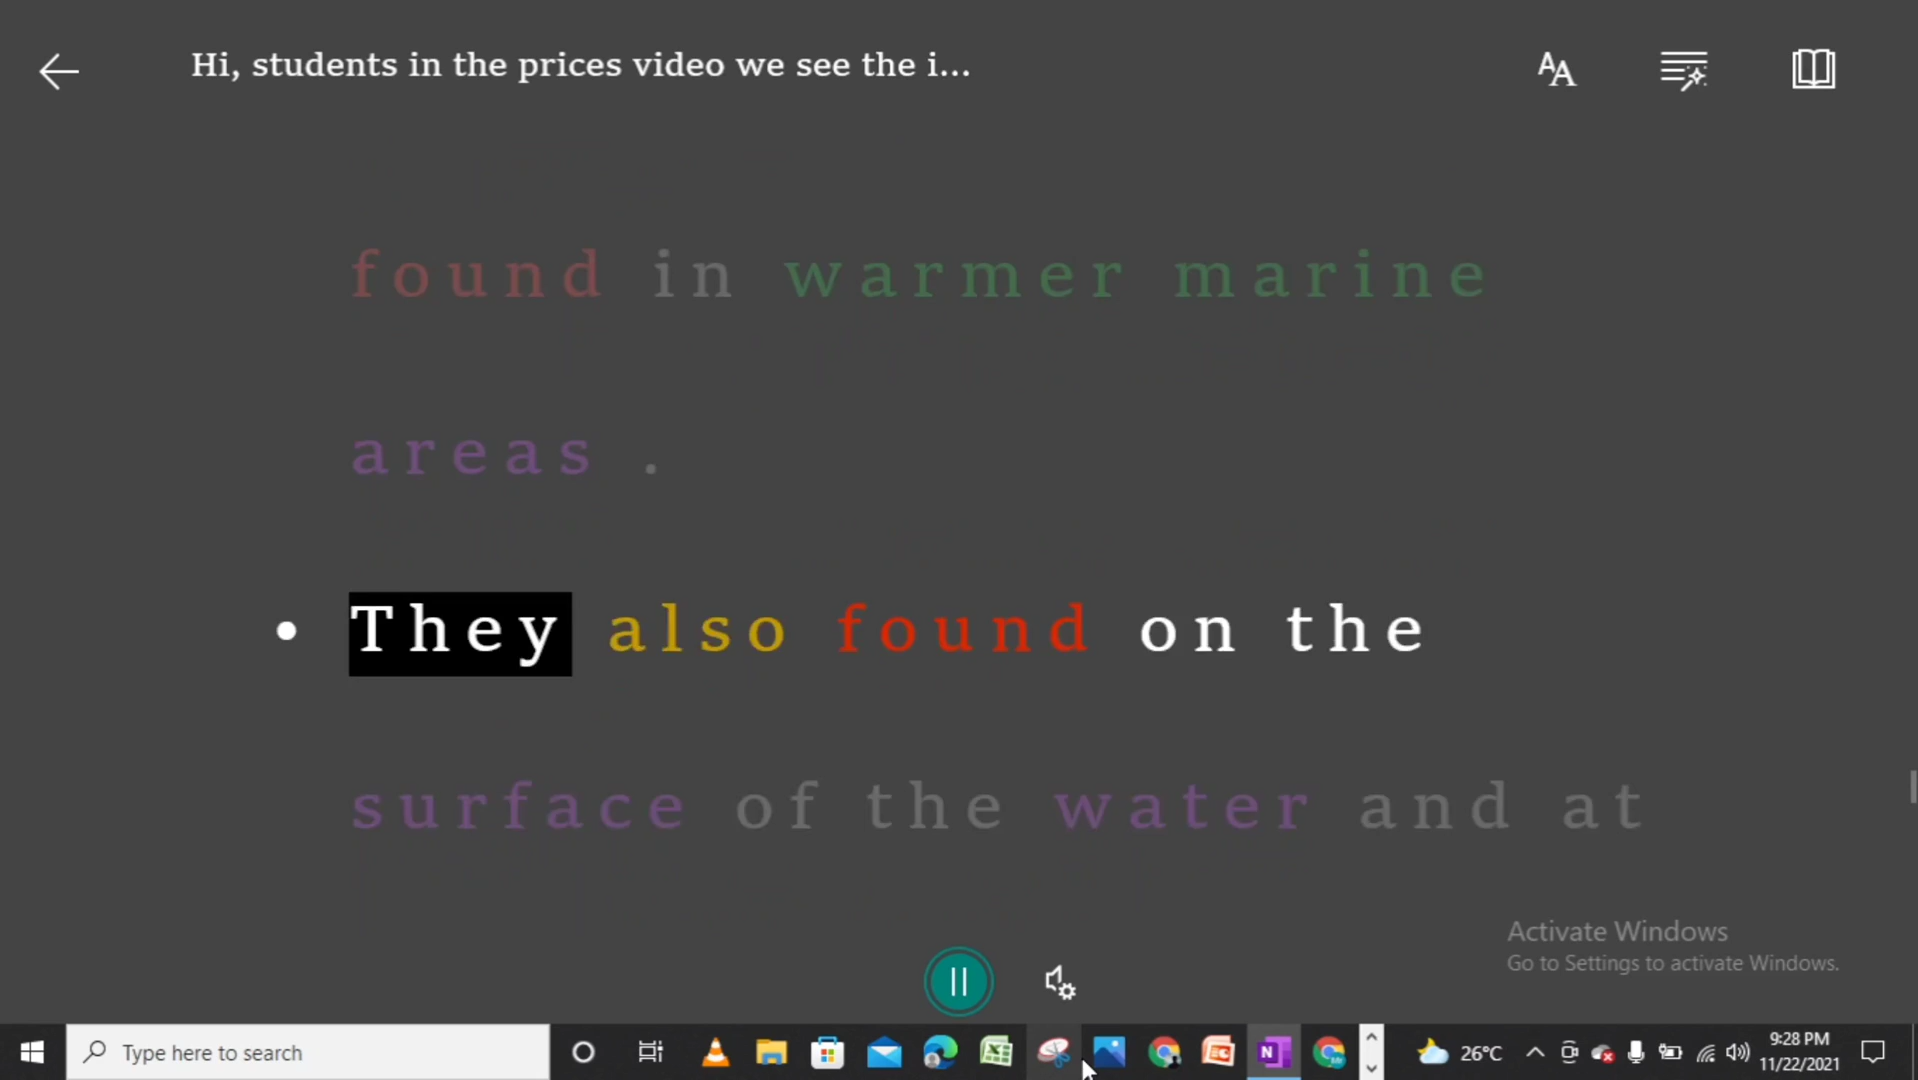 Hi, students in the prices video we see the i...
found in warmer marine
areas .
• They also found on the
surface of the water and at
Activate Windows
Go to Settings to activate Windows.
Type here to search
26°C
9:28 PM
11/22/2021